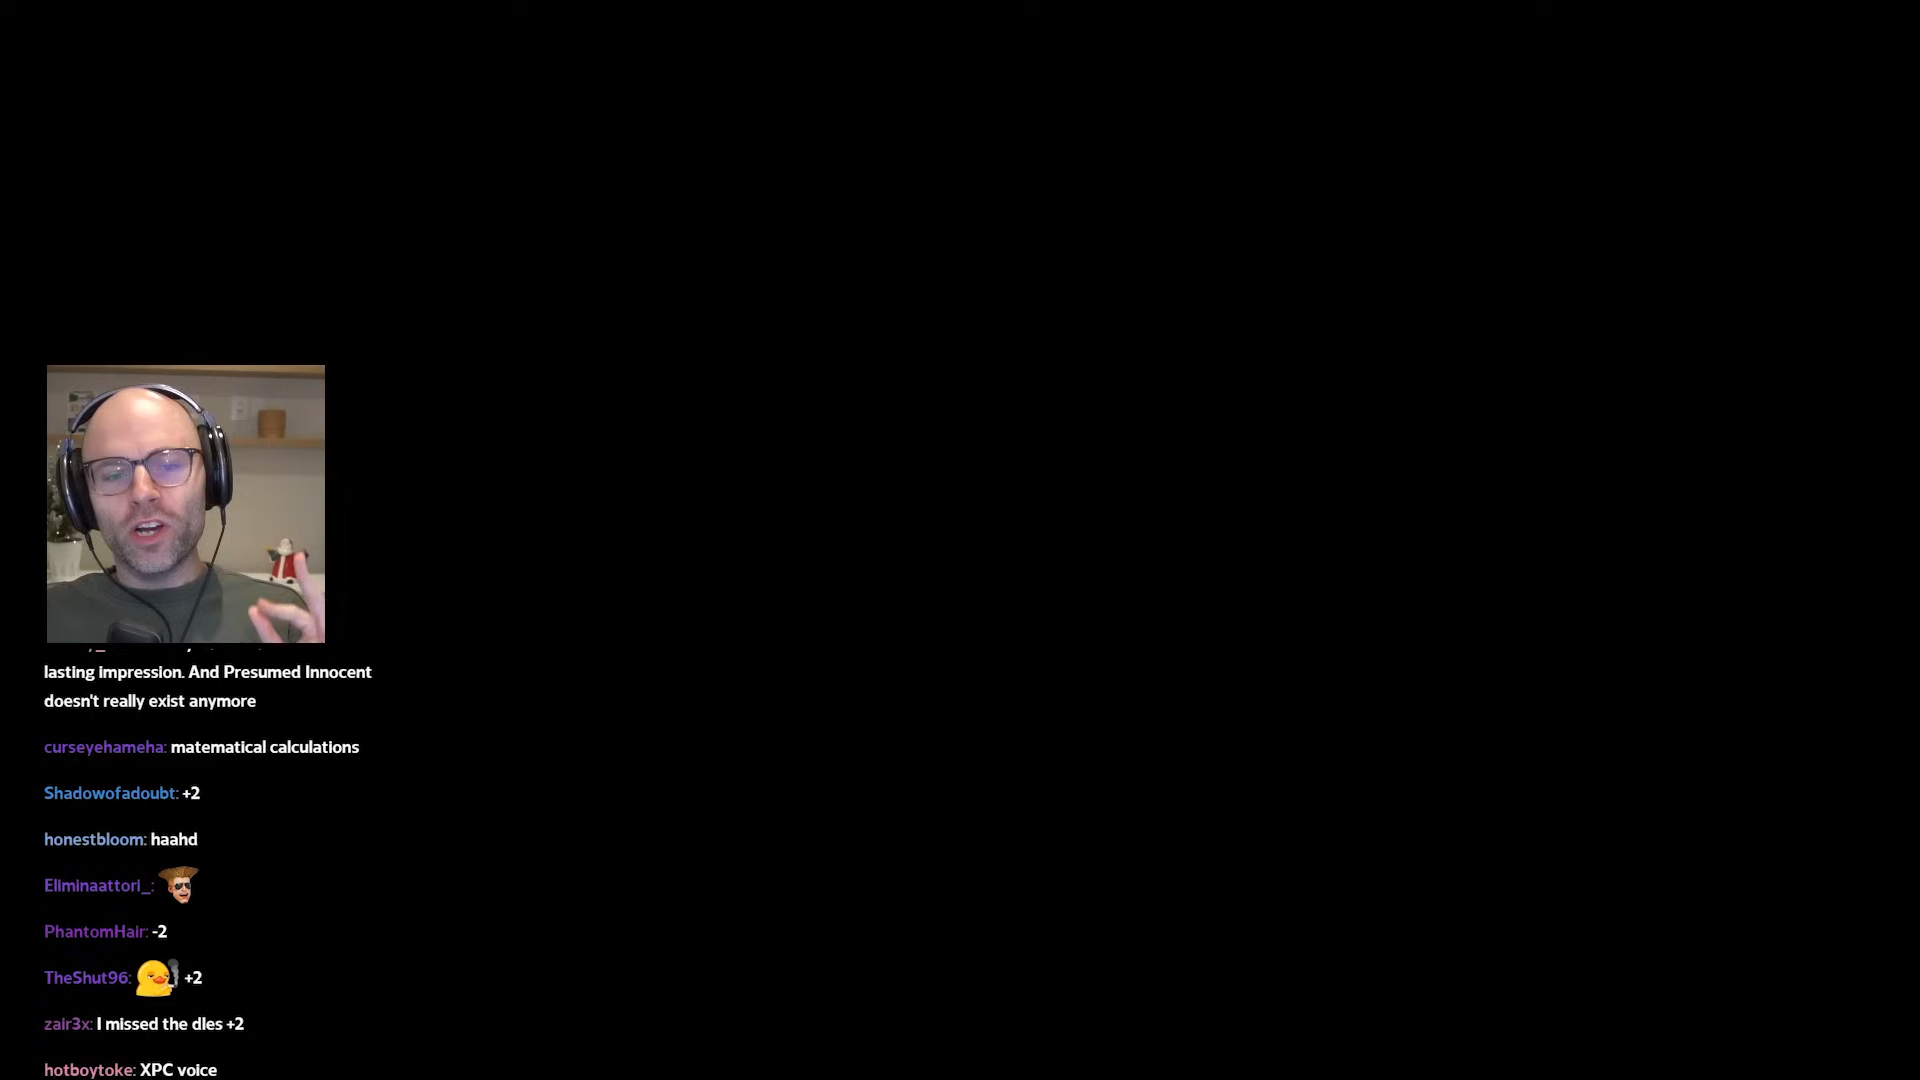 lasting impression. And Presumed Innocent
doesn't really exist anymore
curseyehameha: matematical calculations
Shadowofadoubt: +2
honestbloom: haahd
Eliminaattori_:
PhantomHair: -2
TheShut96: +2
zair3x: I missed the dles +2
hotboytoke: XPC voice